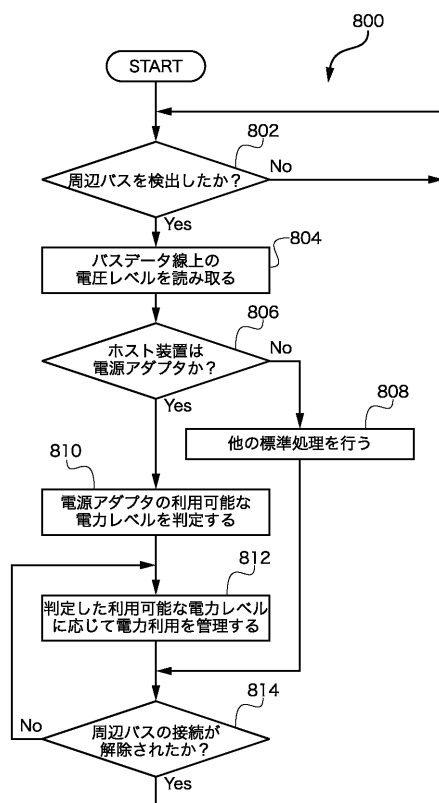 800
START
802
周辺バスを検出したか？
No
Yes
804
バスデータ線上の
電圧レベルを読み取る
806
ホスト装置は
電源アダプタか？
No
Yes
808
他の標準処理を行う
810
電源アダプタの利用可能な
電力レベルを判定する
812
判定した利用可能な電力レベル
に応じて電力利用を管理する
814
周辺バスの接続が
解除されたか？
No
Yes